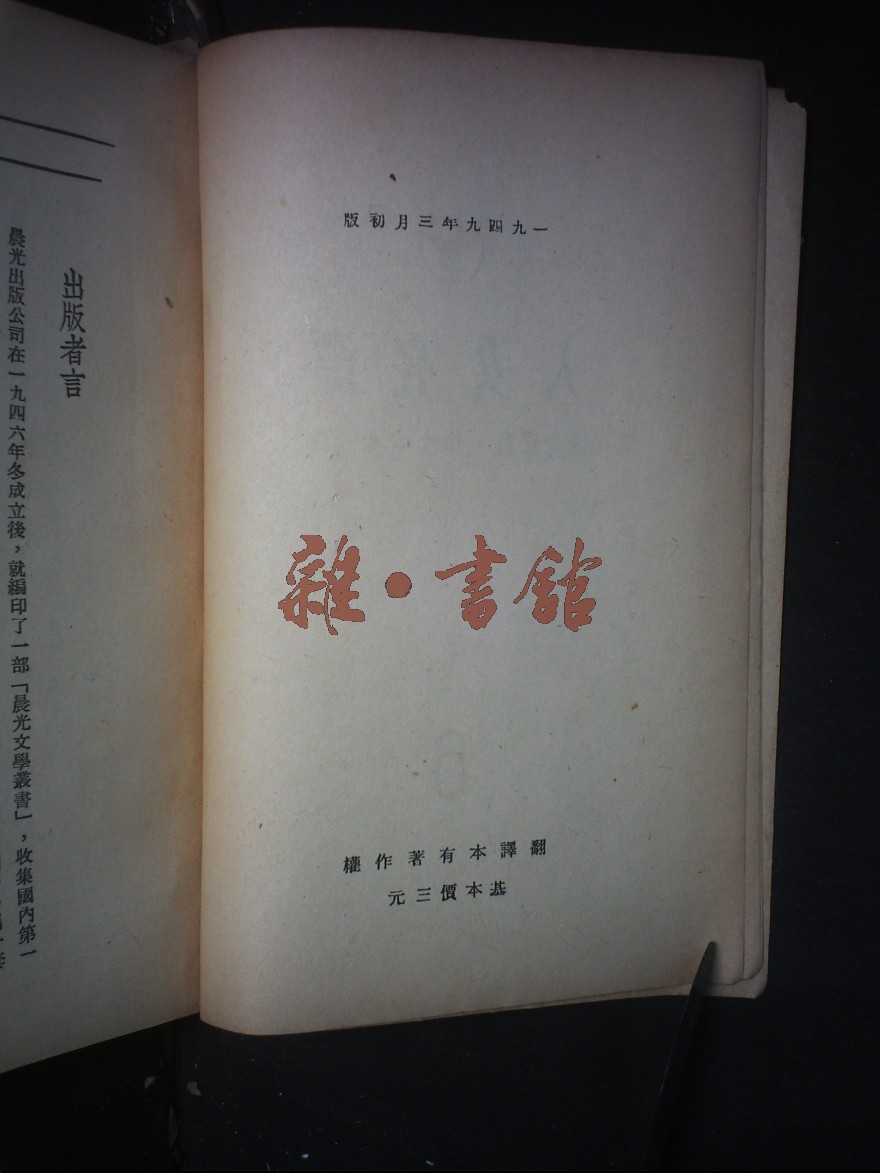 一九四九年三月初版
雜·書館
翻譯本有著作權
基本價三元
出版者言
晨光出版公司在一九四六年冬成立後，就編印了一部「晨光文學叢書」，收集國內第一